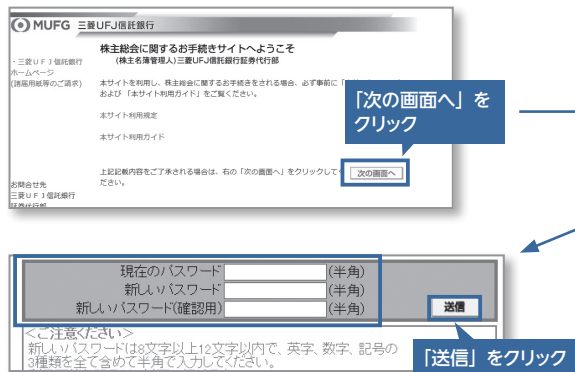 MUFG 三菱UFJ信託銀行
株主総会に関するお手続きサイトへようこそ
(株主名簿管理人)三菱UFJ信託銀行証券代行部
・三菱UFJ信託銀行
ホームページ
(諸届用紙等のご請求)
本サイトを利用し、株主総会に関するお手続きをされる場合、必ず事前に「
および「本サイト利用ガイド」をご覧ください。
本サイト利用規定
本サイト利用ガイド
「次の画面へ」を
クリック
上記記載内容をご了承される場合は、右の「次の画面へ」をクリックして
ださい。
次の画面へ
お問合せ先
三菱UFJ信託銀行
証券代行部
現在のパスワード (半角)
新しいパスワード (半角)
新しいパスワード(確認用) (半角)
送信
<ご注意ください>
新しいパスワードは8文字以上12文字以内で、英字、数字、記号の
3種類を全て含めて半角で入力してください。
「送信」をクリック